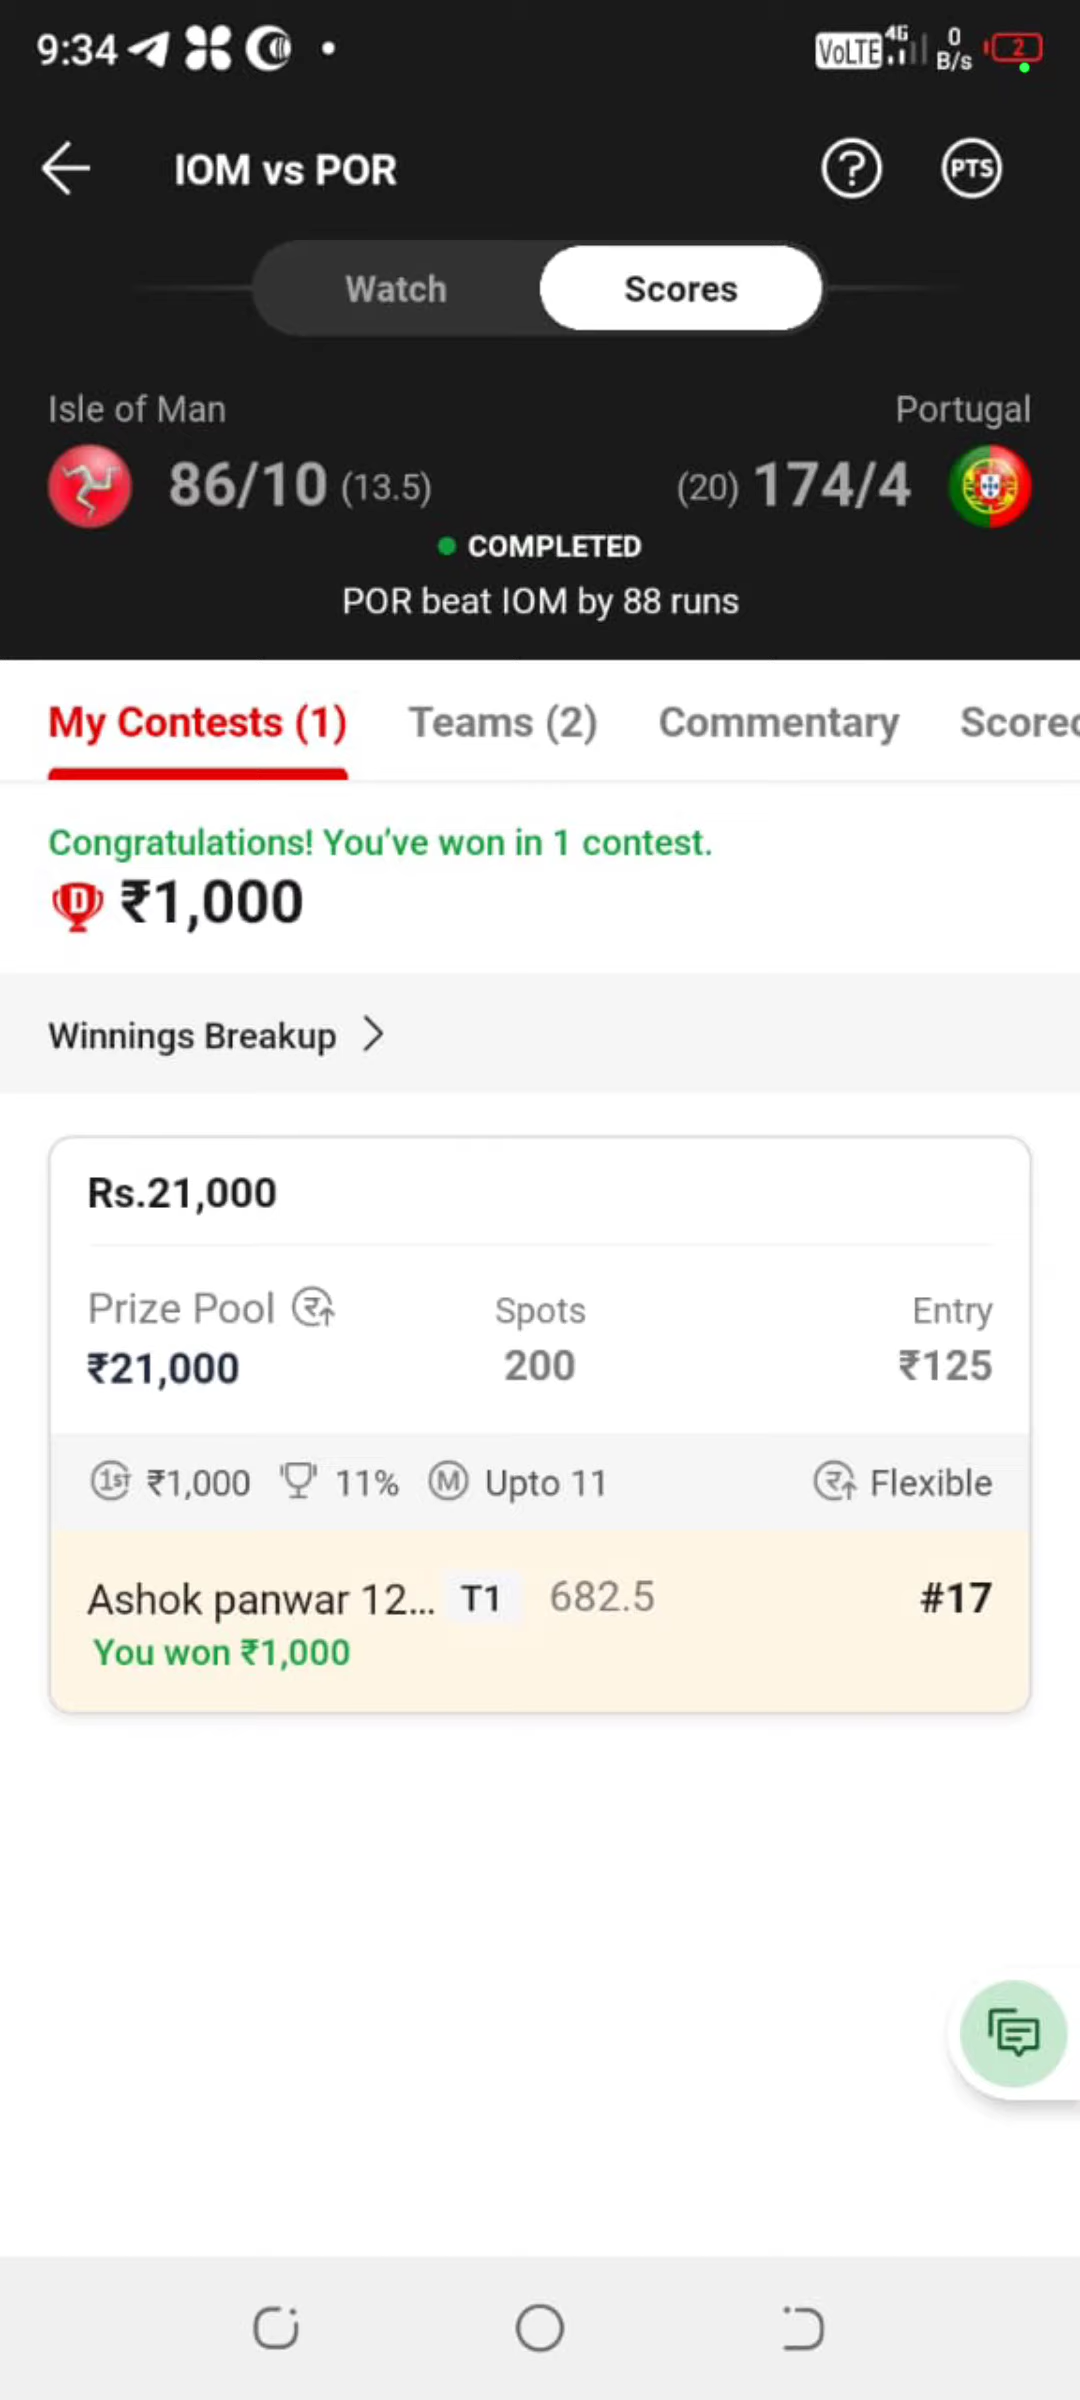 9:34
VoLTE 4G 0 B/s 2
IOM vs POR
PTS
Watch Scores
Isle of Man Portugal
86/10 (13.5) (20) 174/4
COMPLETED
POR beat IOM by 88 runs
My Contests (1) Teams (2) Commentary Scorec
Congratulations! You've won in 1 contest.
D ₹1,000
Winnings Breakup
Rs.21,000
Prize Pool Spots Entry
₹21,000 200 ₹125
1ST ₹1,000 11% M Upto 11 Flexible
Ashok panwar 12... T1 682.5 #17
You won ₹1,000